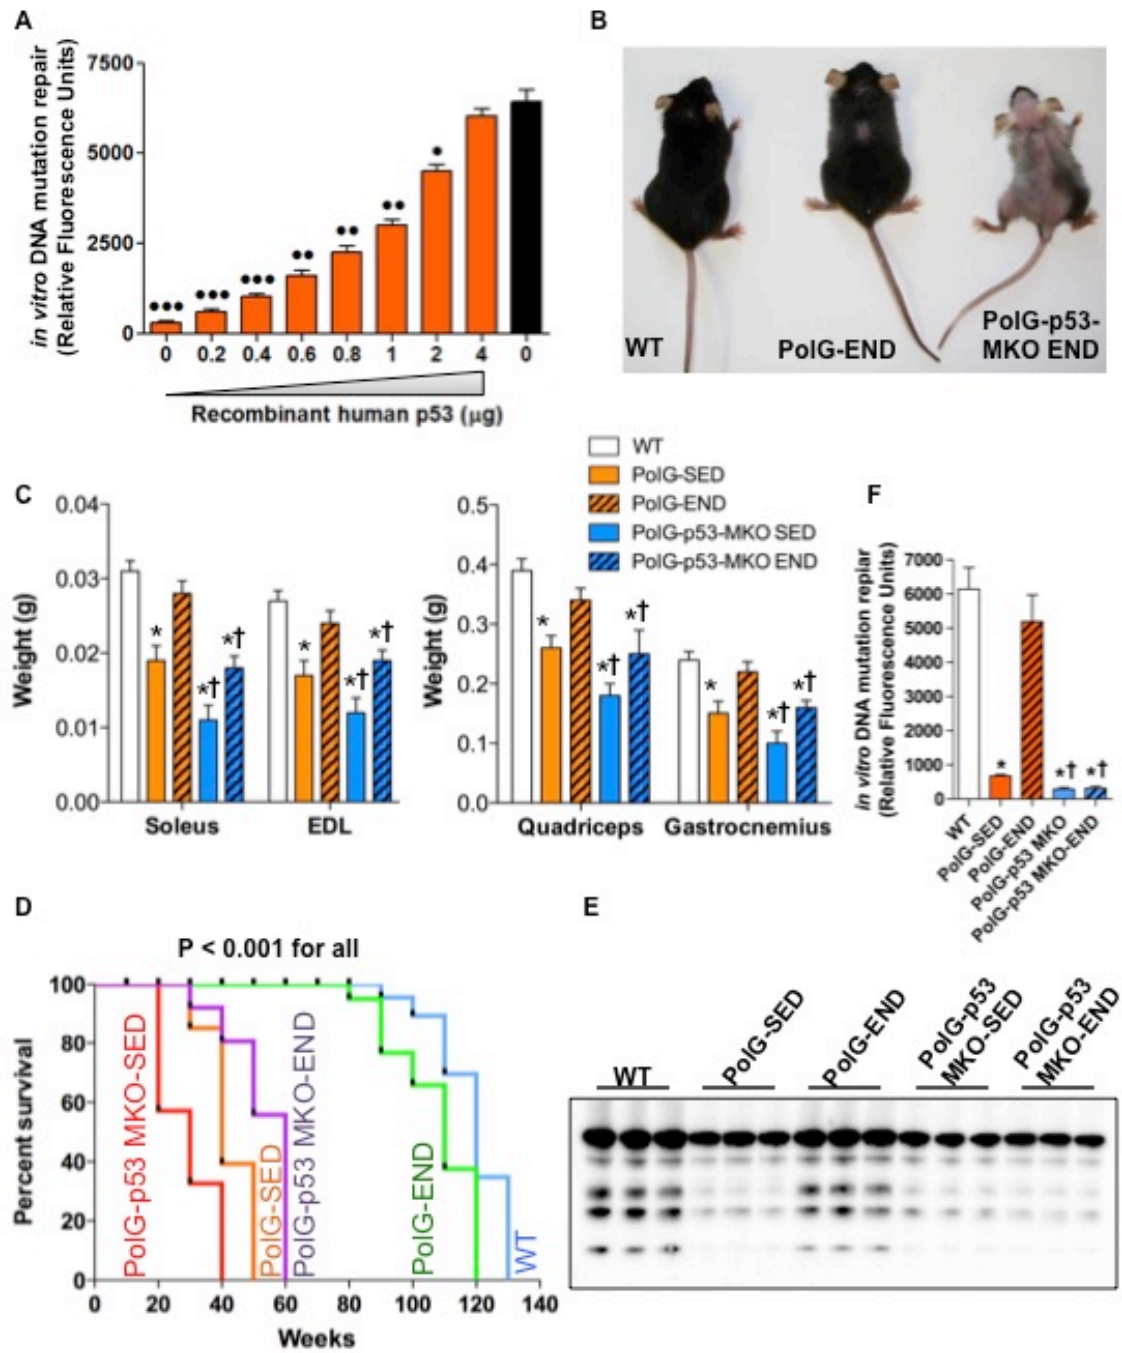 A
in vitro DNA mutation repair
(Relative Fluorescence Units)
7500
5000
2500
0
••• ••• ••• •• •• •• •
0 0.2 0.4 0.6 0.8 1 2 4 0
Recombinant human p53 (µg)
B
WT
PolG-END
PolG-p53-
MKO END
WT
PolG-SED
PolG-END
PolG-p53-MKO SED
PolG-p53-MKO END
C
Weight (g)
0.04
0.03
0.02
0.01
0.00
* *† *† * *† *†
Soleus EDL
Weight (g)
0.5
0.4
0.3
0.2
0.1
0.0
* *† *† * *† *†
Quadriceps Gastrocnemius
F
in vitro DNA mutation repiar
(Relative Fluorescence Units)
7000
6000
5000
4000
3000
2000
1000
0
* *† *†
WT
PolG-SED
PolG-END
PolG-p53 MKO
PolG-p53 MKO-END
D
P < 0.001 for all
Percent survival
100
80
60
40
20
0
PolG-p53 MKO-SED
PolG-SED
PolG-p53 MKO-END
PolG-END
WT
0 20 40 60 80 100 120 140
Weeks
E
WT
PolG-SED
PolG-END
PolG-p53
MKO-SED
PolG-p53
MKO-END